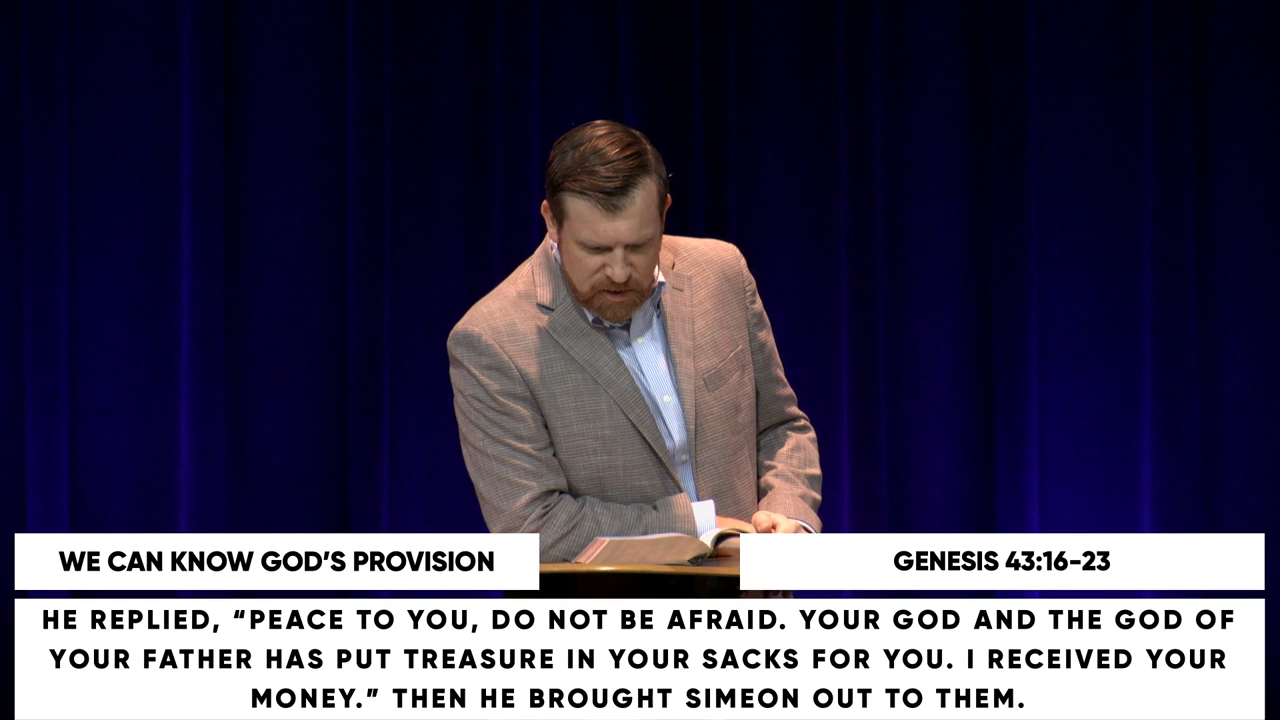 WE CAN KNOW GOD’S PROVISION
GENESIS 43:16-23
HE REPLIED, “PEACE TO YOU, DO NOT BE AFRAID. YOUR GOD AND THE GOD OF
YOUR FATHER HAS PUT TREASURE IN YOUR SACKS FOR YOU. I RECEIVED YOUR
MONEY.” THEN HE BROUGHT SIMEON OUT TO THEM.